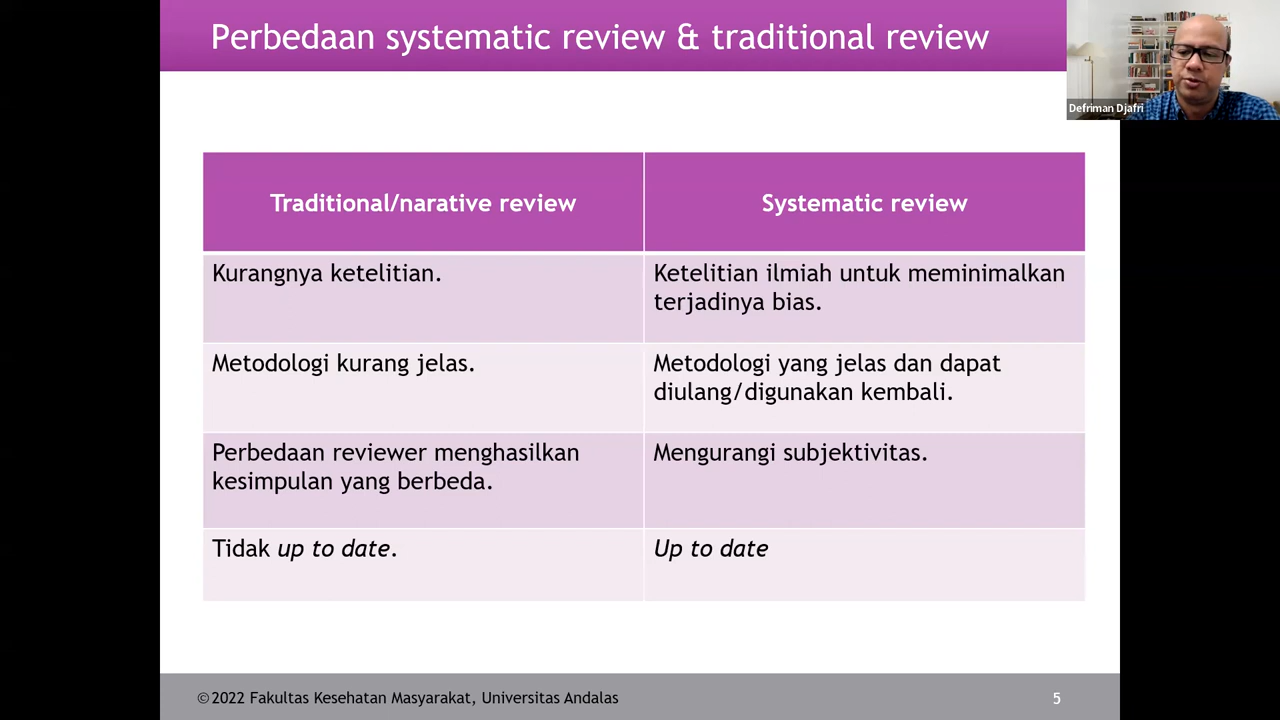 Perbedaan systematic review & traditional review
Defriman Djafri
Traditional/narative review
Systematic review
Kurangnya ketelitian.
Ketelitian ilmiah untuk meminimalkan
terjadinya bias.
Metodologi kurang jelas.
Metodologi yang jelas dan dapat
diulang/digunakan kembali.
Perbedaan reviewer menghasilkan
kesimpulan yang berbeda.
Mengurangi subjektivitas.
Tidak up to date.
Up to date
©2022 Fakultas Kesehatan Masyarakat, Universitas Andalas
5